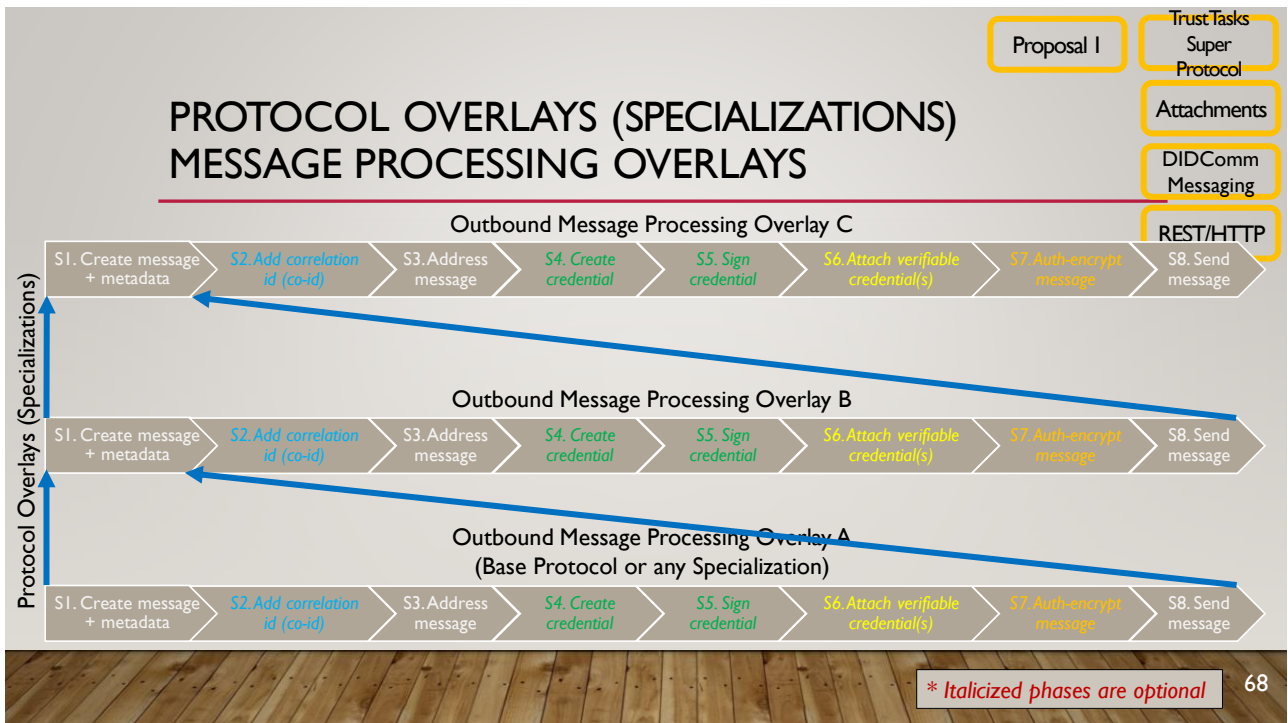 Proposal 1
Trust Tasks
Super
Protocol
Attachments
DIDComm
Messaging
REST/HTTP
PROTOCOL OVERLAYS (SPECIALIZATIONS)
MESSAGE PROCESSING OVERLAYS
Protocol Overlays (Specializations)
Outbound Message Processing Overlay C
S1. Create message
+ metadata
S2. Add correlation
id (co-id)
S3. Address
message
S4. Create
credential
S5. Sign
credential
S6. Attach verifiable
credential(s)
S7. Auth-encrypt
message
S8. Send
message
Outbound Message Processing Overlay B
S1. Create message
+ metadata
S2. Add correlation
id (co-id)
S3. Address
message
S4. Create
credential
S5. Sign
credential
S6. Attach verifiable
credential(s)
S7. Auth-encrypt
message
S8. Send
message
Outbound Message Processing Overlay A
(Base Protocol or any Specialization)
S1. Create message
+ metadata
S2. Add correlation
id (co-id)
S3. Address
message
S4. Create
credential
S5. Sign
credential
S6. Attach verifiable
credential(s)
S7. Auth-encrypt
message
S8. Send
message
* Italicized phases are optional
68